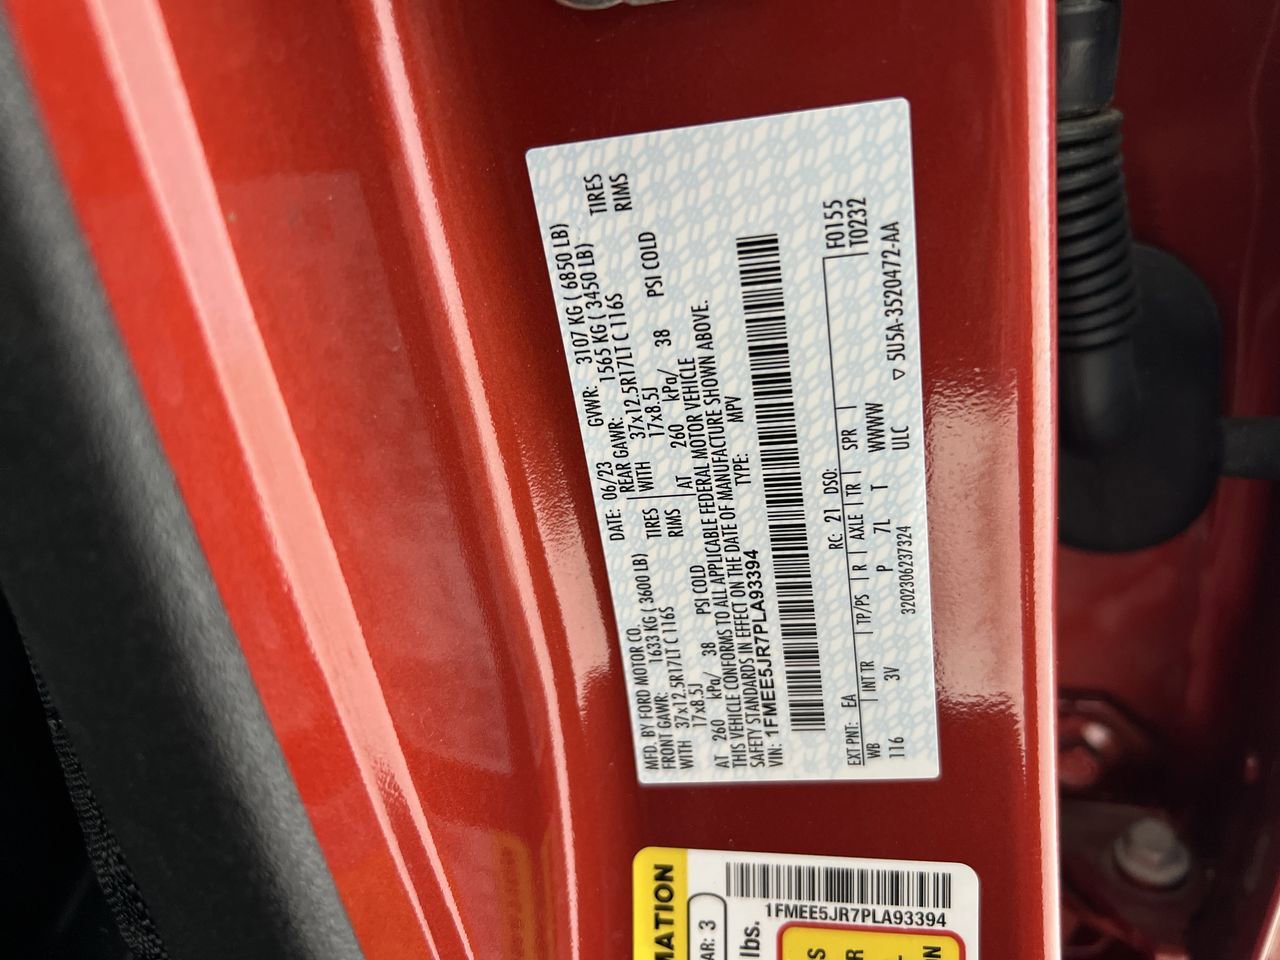 MFD. BY FORD MOTOR CO.
DATE: 06/23
GVWR: 3107 KG ( 6850 LB)
FRONT GAWR: 1633 KG ( 3600 LB)
REAR GAWR: 1565 KG ( 3450 LB)
WITH 37x12.5R17LT C 116S TIRES
WITH 37x12.5R17LT C 116S TIRES
17x8.5J RIMS
17x8.5J RIMS
AT 260 kPa/ 38 PSI COLD
AT 260 kPa/ 38 PSI COLD
THIS VEHICLE CONFORMS TO ALL APPLICABLE FEDERAL MOTOR VEHICLE
SAFETY STANDARDS IN EFFECT ON THE DATE OF MANUFACTURE SHOWN ABOVE.
VIN: 1FMEE5JR7PLA93394
TYPE: MPV
EXT PNT: EA
RC: 21 DSO:
F0155
T0232
WB INT TR TP/PS R AXLE TR SPR
116 3V P 7L T WWWW
ULC
3202306237324
▽ 5U5A-3520472-AA
MATION
AR: 3
lbs.
1FMEE5JR7PLA93394